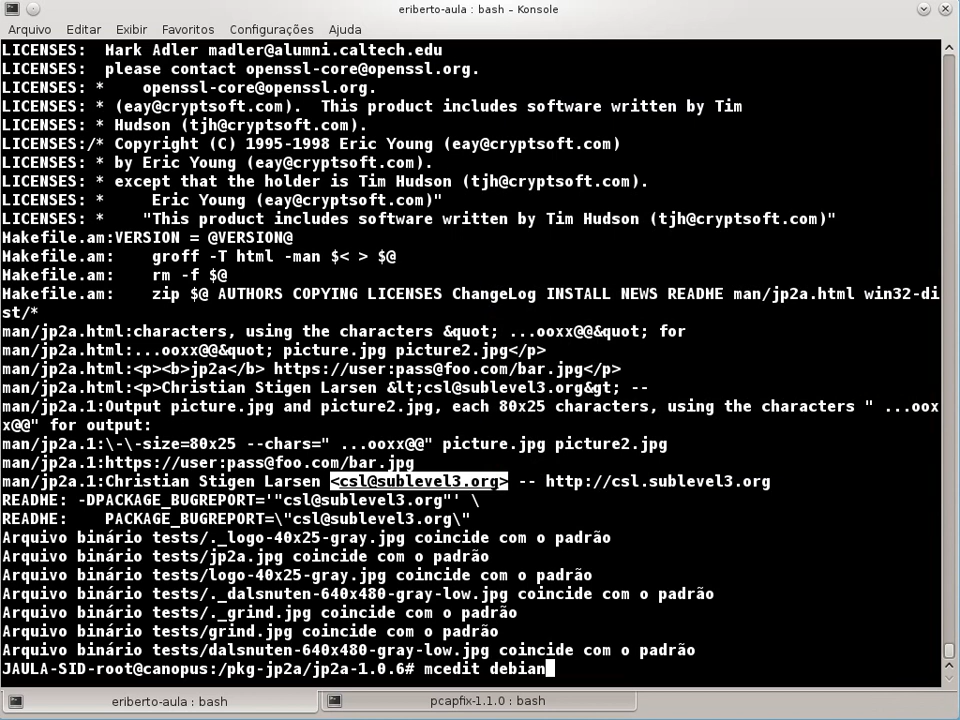 eriberto-aula : bash – Konsole
Arquivo Editar Exibir Favoritos Configurações Ajuda
LICENSES:  Mark Adler madler@alumni.caltech.edu
LICENSES:  please contact openssl-core@openssl.org.
LICENSES: *    openssl-core@openssl.org.
LICENSES: * (eay@cryptsoft.com).  This product includes software written by Tim
LICENSES: * Hudson (tjh@cryptsoft.com).
LICENSES:/* Copyright (C) 1995-1998 Eric Young (eay@cryptsoft.com)
LICENSES: * by Eric Young (eay@cryptsoft.com).
LICENSES: * except that the holder is Tim Hudson (tjh@cryptsoft.com).
LICENSES: *     Eric Young (eay@cryptsoft.com)"
LICENSES: *    "This product includes software written by Tim Hudson (tjh@cryptsoft.com)"
Makefile.am:VERSION = @VERSION@
Makefile.am:    groff -T html -man $< > $@
Makefile.am:    rm -f $@
Makefile.am:    zip $@ AUTHORS COPYING LICENSES ChangeLog INSTALL NEWS README man/jp2a.html win32-di
st/*
man/jp2a.html:characters, using the characters &quot; ...ooxx@@&quot; for
man/jp2a.html:...ooxx@@&quot; picture.jpg picture2.jpg</p>
man/jp2a.html:<p><b>jp2a</b> https://user:pass@foo.com/bar.jpg</p>
man/jp2a.html:<p>Christian Stigen Larsen &lt;csl@sublevel3.org&gt; --
man/jp2a.1:Output picture.jpg and picture2.jpg, each 80x25 characters, using the characters " ...oox
x@@" for output:
man/jp2a.1:\-\-size=80x25 --chars=" ...ooxx@@" picture.jpg picture2.jpg
man/jp2a.1:https://user:pass@foo.com/bar.jpg
man/jp2a.1:Christian Stigen Larsen <csl@sublevel3.org> -- http://csl.sublevel3.org
README: -DPACKAGE_BUGREPORT='"csl@sublevel3.org"' \
README:    PACKAGE_BUGREPORT=\"csl@sublevel3.org\"
Arquivo binário tests/._logo-40x25-gray.jpg coincide com o padrão
Arquivo binário tests/jp2a.jpg coincide com o padrão
Arquivo binário tests/logo-40x25-gray.jpg coincide com o padrão
Arquivo binário tests/._dalsnuten-640x480-gray-low.jpg coincide com o padrão
Arquivo binário tests/._grind.jpg coincide com o padrão
Arquivo binário tests/grind.jpg coincide com o padrão
Arquivo binário tests/dalsnuten-640x480-gray-low.jpg coincide com o padrão
JAULA-SID-root@canopus:/pkg-jp2a/jp2a-1.0.6# mcedit debian
eriberto-aula : bash
pcapfix-1.1.0 : bash